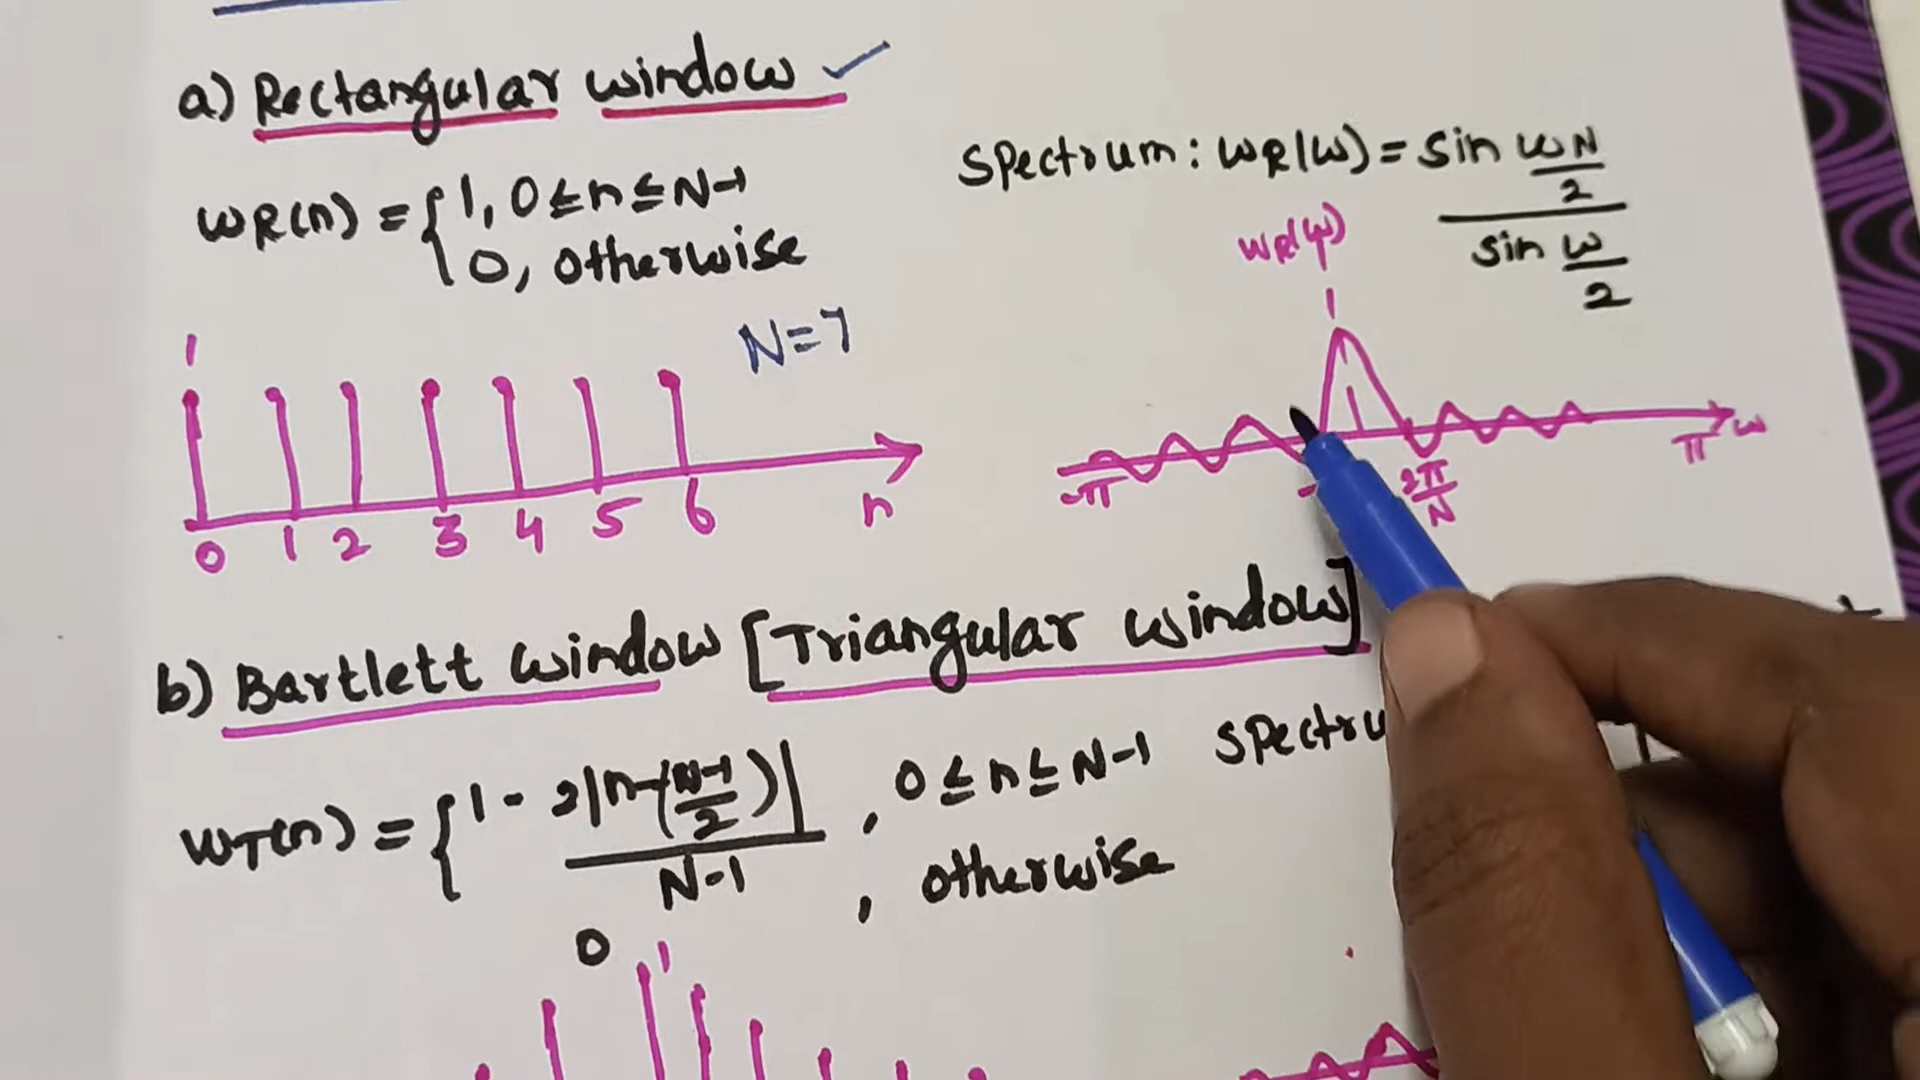 a) Rectangular window ✓
Spectrum: WR(ω) = sin ωN/2 / sin ω/2
WR(n) = { 1, 0≤n≤N-1
0, otherwise
WR(ω)
1
N=7
1
-π
2π/N
π
ω
0 1 2 3 4 5 6 n
b) Bartlett window [Triangular window]
WT(n) = { 1 - 2|n-(N-1/2)| / N-1 , 0≤n≤N-1
0 , otherwise
1